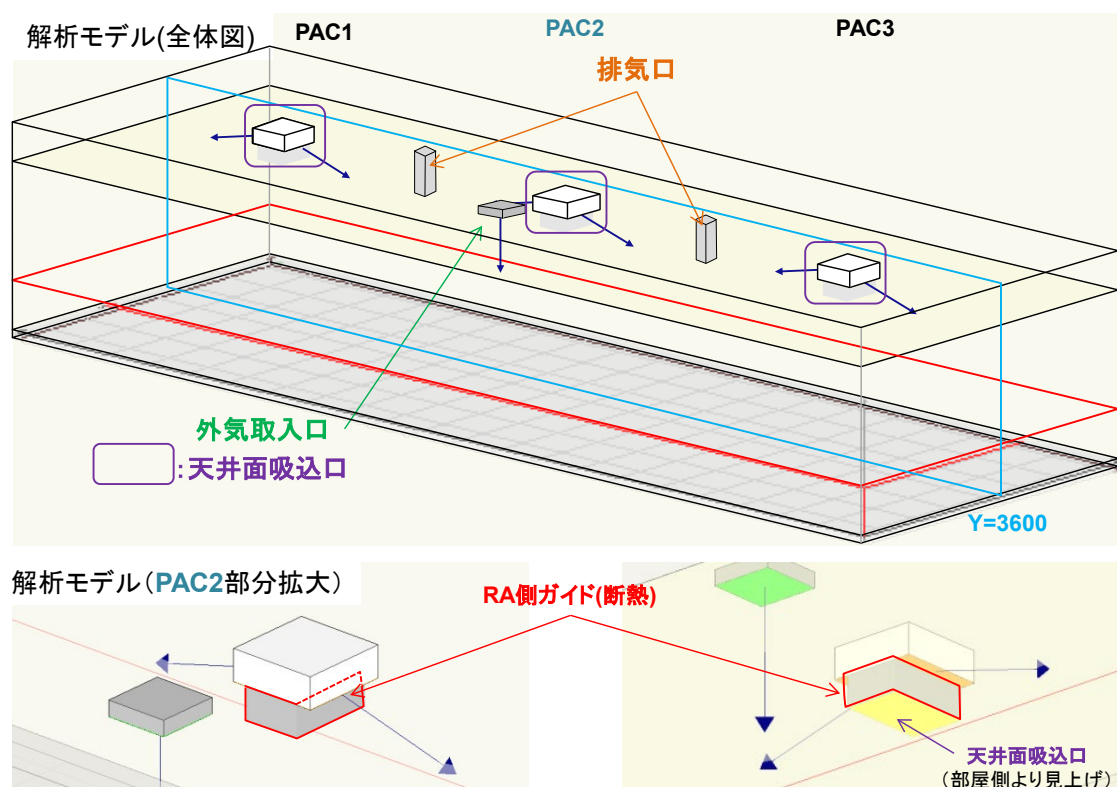 解析モデル(全体図)
PAC1
PAC2
PAC3
排気口
外気取入口
:天井面吸込口
Y=3600
解析モデル(PAC2部分拡大)
RA側ガイド(断熱)
天井面吸込口
(部屋側より見上げ)